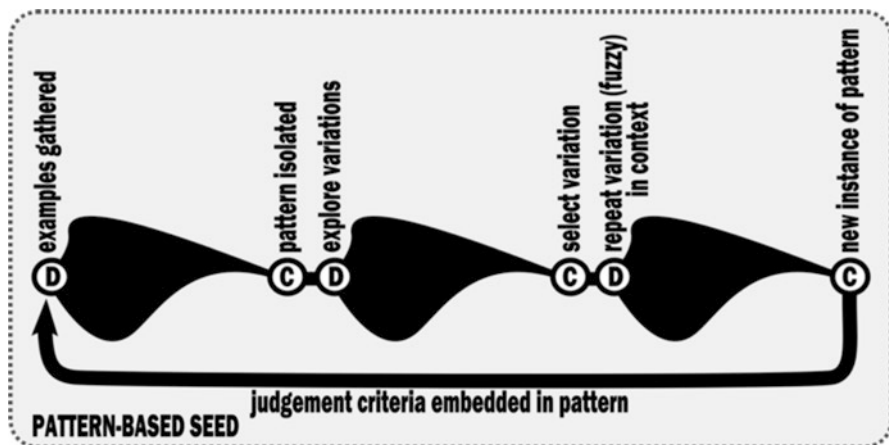 examples gathered
pattern isolated
explore variations
select variation
repeat variation (fuzzy)
in context
new instance of pattern
D
C
D
C
D
C
judgement criteria embedded in pattern
PATTERN-BASED SEED